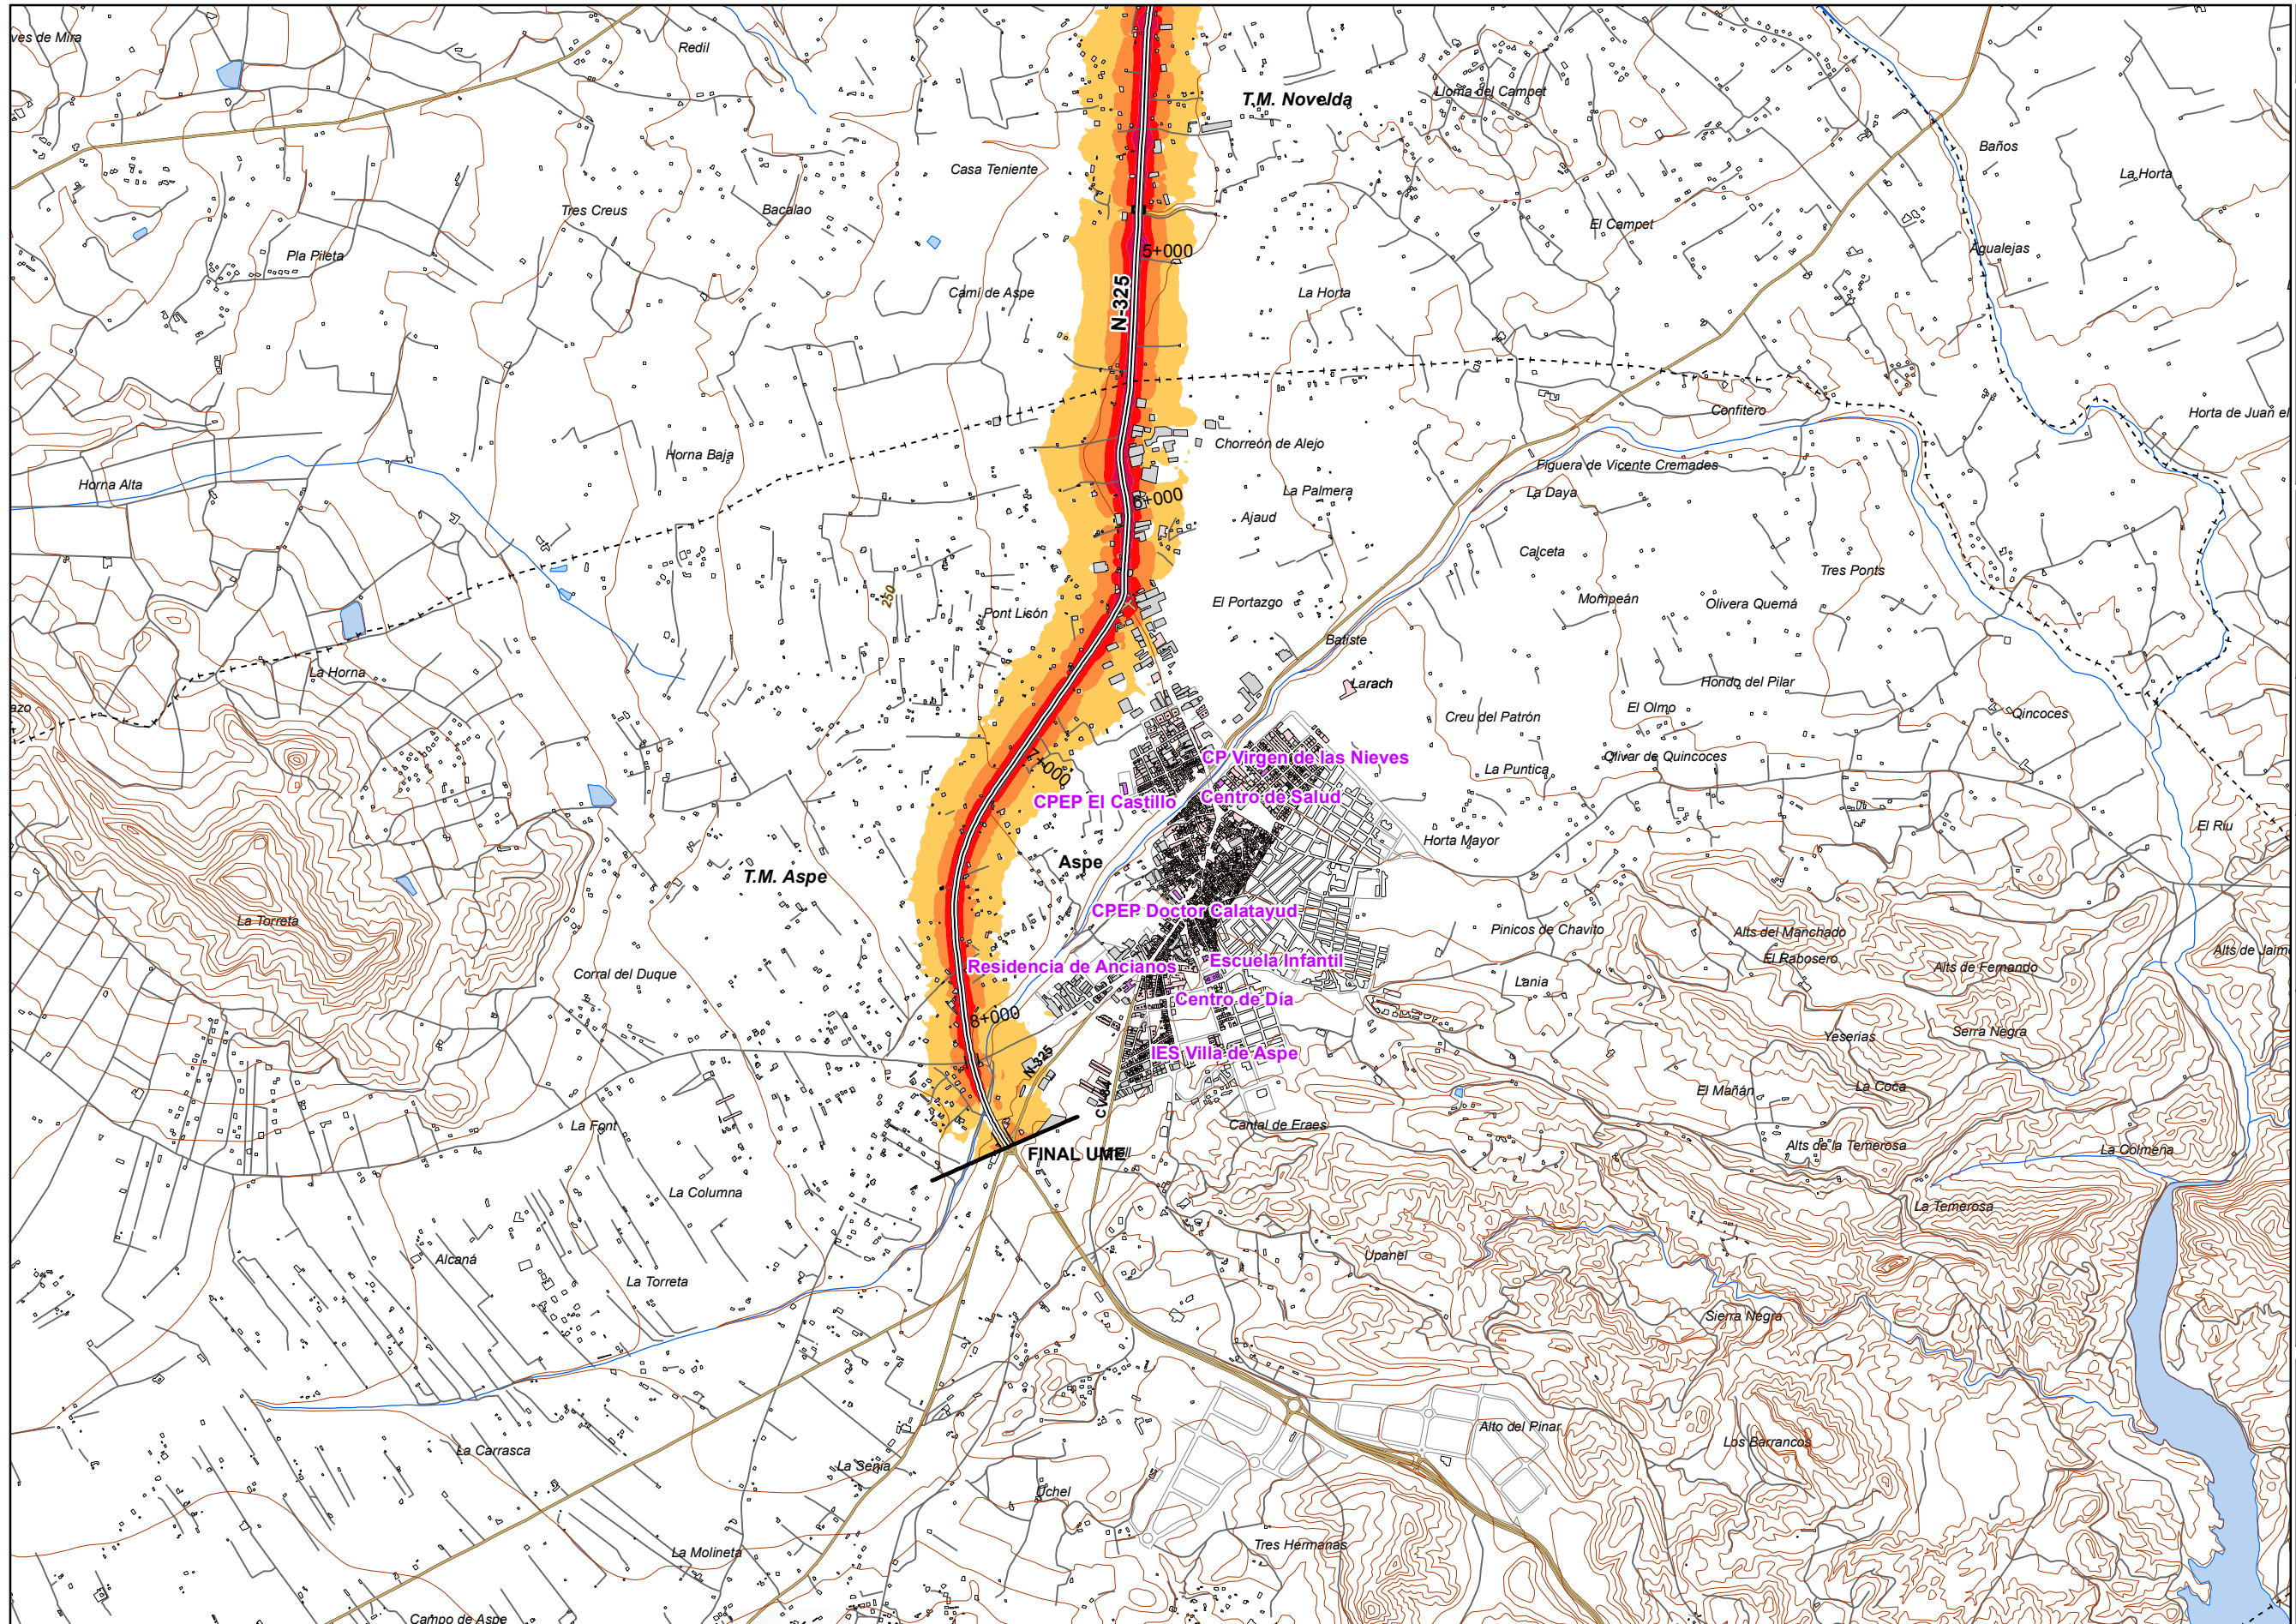 ves de Mira
Redil
T.M. Novelda
Lloma del Campet
Baños
La Horta
Casa Teniente
Tres Creus
Bacalao
El Campet
Agualejas
Pla Pileta
5+000
Camí de Aspe
N-325
La Horta
Confitero
Horta de Juan el
Chorreón de Alejo
Horna Baja
Figuera de Vicente Cremades
Horna Alta
La Palmera
La Daya
6+000
Ajaud
Calceta
Tres Ponts
250
Pont Lisón
El Portazgo
Mompeán
Olivera Quemá
Batiste
La Horna
Larach
Hondo del Pilar
azo
El Olmo
Qincoces
Creu del Patrón
CP Virgen de las Nieves
Olivar de Quincoces
7+000
La Puntica
CPEP El Castillo
Centro de Salud
El Riu
Horta Mayor
Aspe
T.M. Aspe
CPEP Doctor Calatayud
La Torreta
Pinicos de Chavito
Alts del Manchado
El Rabosero
Alts de Jaime
Residencia de Ancianos
Escuela Infantil
Alts de Fernando
Corral del Duque
Lania
Centro de Día
8+000
Yeserias
Serra Negra
IES Villa de Aspe
N-325
El Mañán
La Coca
La Font
Cantal de Eraes
Alts de la Temerosa
La Colmena
FINAL UME
La Columna
La Temerosa
Alcaná
Upanel
La Torreta
Sierra Negra
Alto del Pinar
La Carrasca
Los Barrancos
La Senia
Uchel
Tres Hermanas
La Molineta
Campo de Aspe